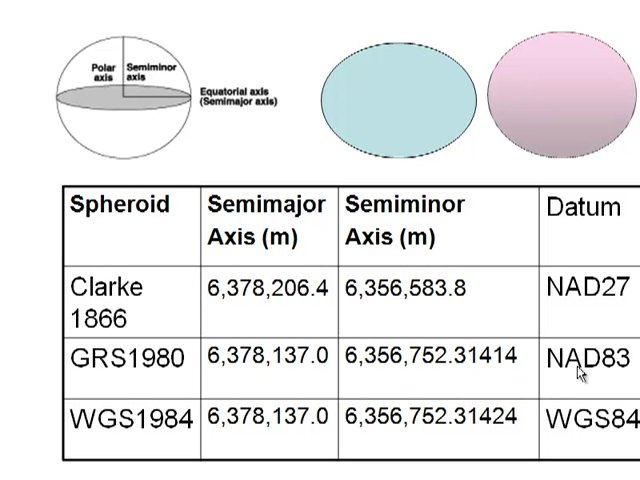 Polar axis
Semiminor axis
Equatorial axis
(Semimajor axis)
Spheroid Semimajor Axis (m) Semiminor Axis (m) Datum
Clarke 1866 6,378,206.4 6,356,583.8 NAD27
GRS1980 6,378,137.0 6,356,752.31414 NAD83
WGS1984 6,378,137.0 6,356,752.31424 WGS84